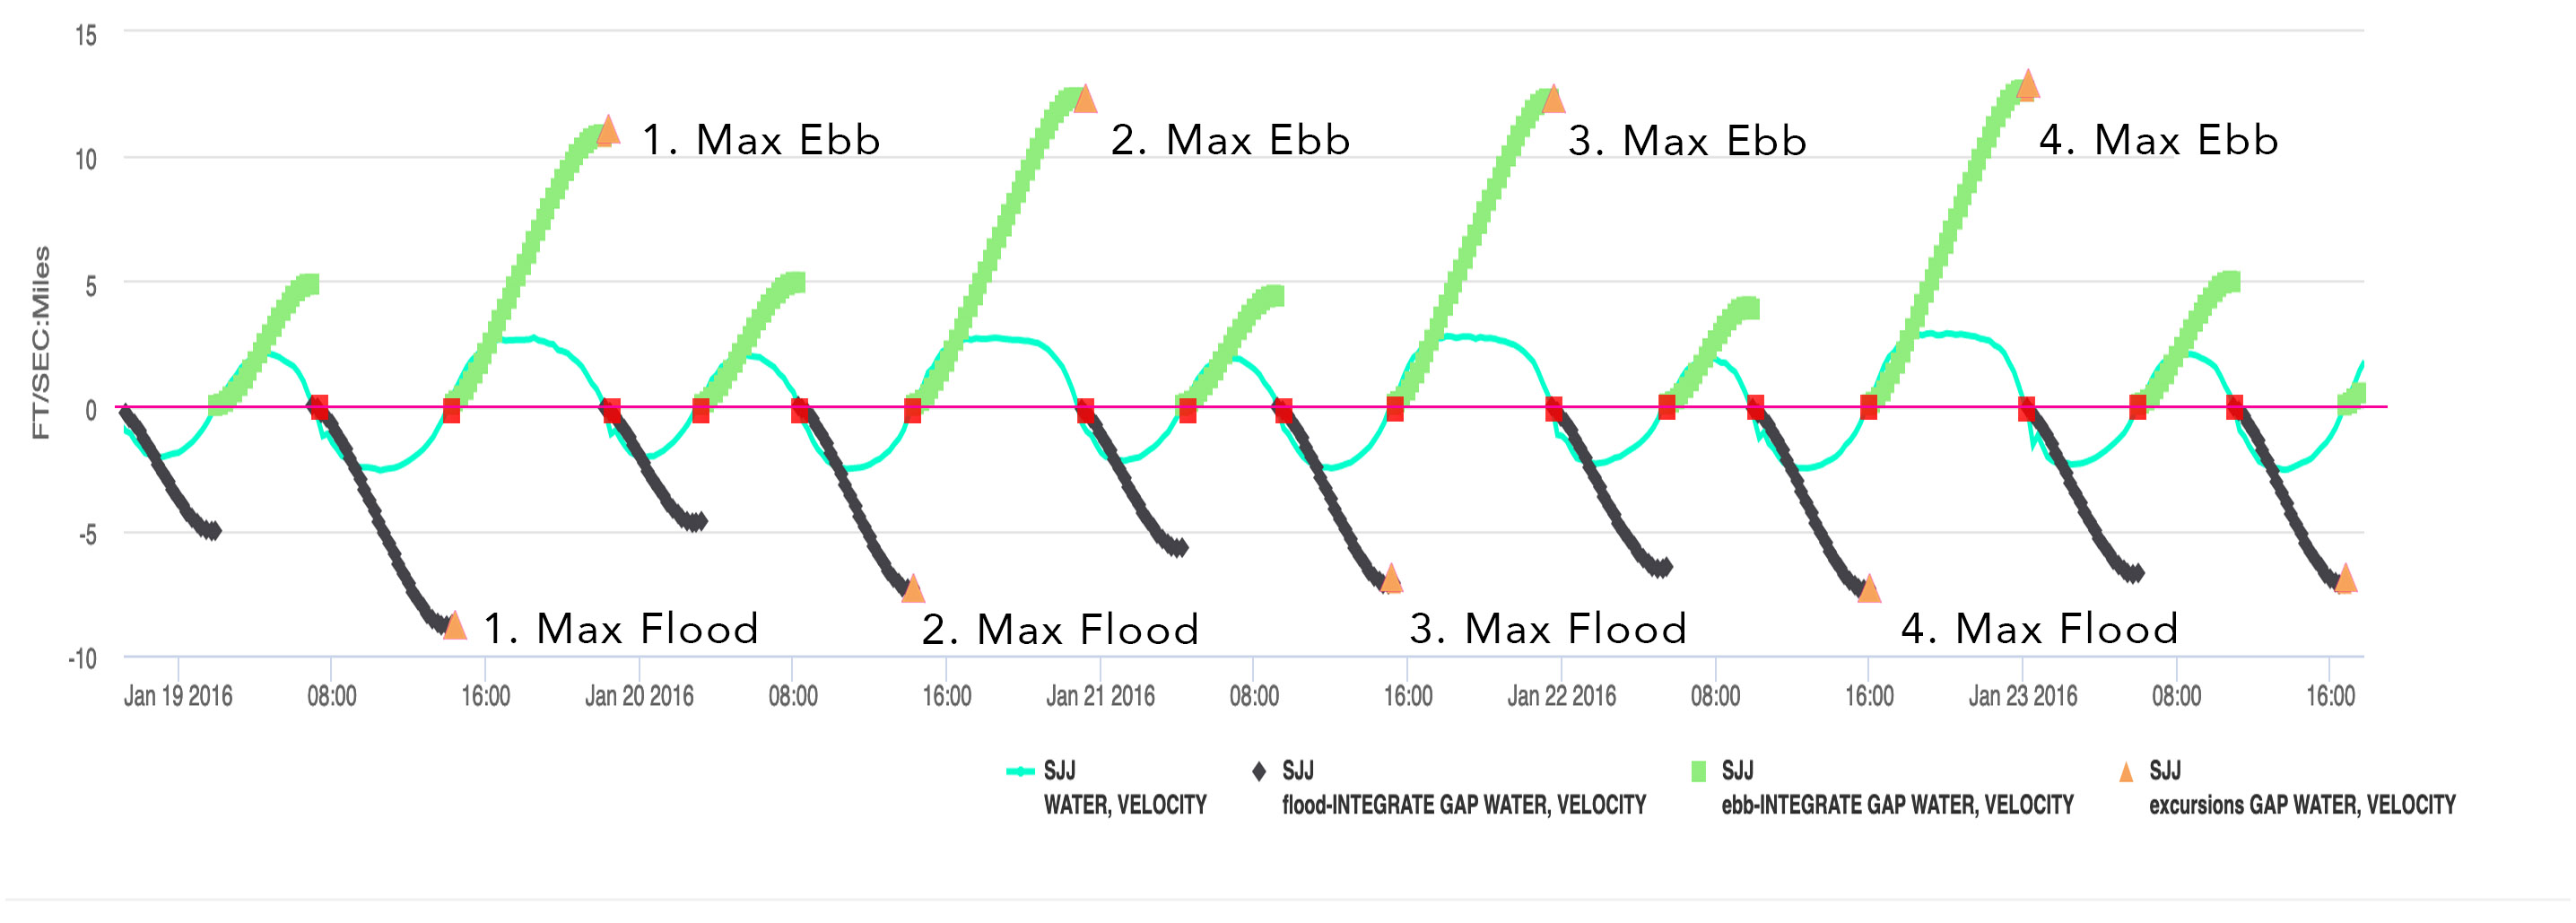 15
1. Max Ebb
2. Max Ebb
3. Max Ebb
4. Max Ebb
10
5
FT/SEC:Miles
0
-5
1. Max Flood
2. Max Flood
3. Max Flood
4. Max Flood
-10
Jan 19 2016 08:00 16:00 Jan 20 2016 08:00 16:00 Jan 21 2016 08:00 16:00 Jan 22 2016 08:00 16:00 Jan 23 2016 08:00 16:00
SJJ
WATER, VELOCITY
SJJ
flood-INTEGRATE GAP WATER, VELOCITY
SJJ
ebb-INTEGRATE GAP WATER, VELOCITY
SJJ
excursions GAP WATER, VELOCITY